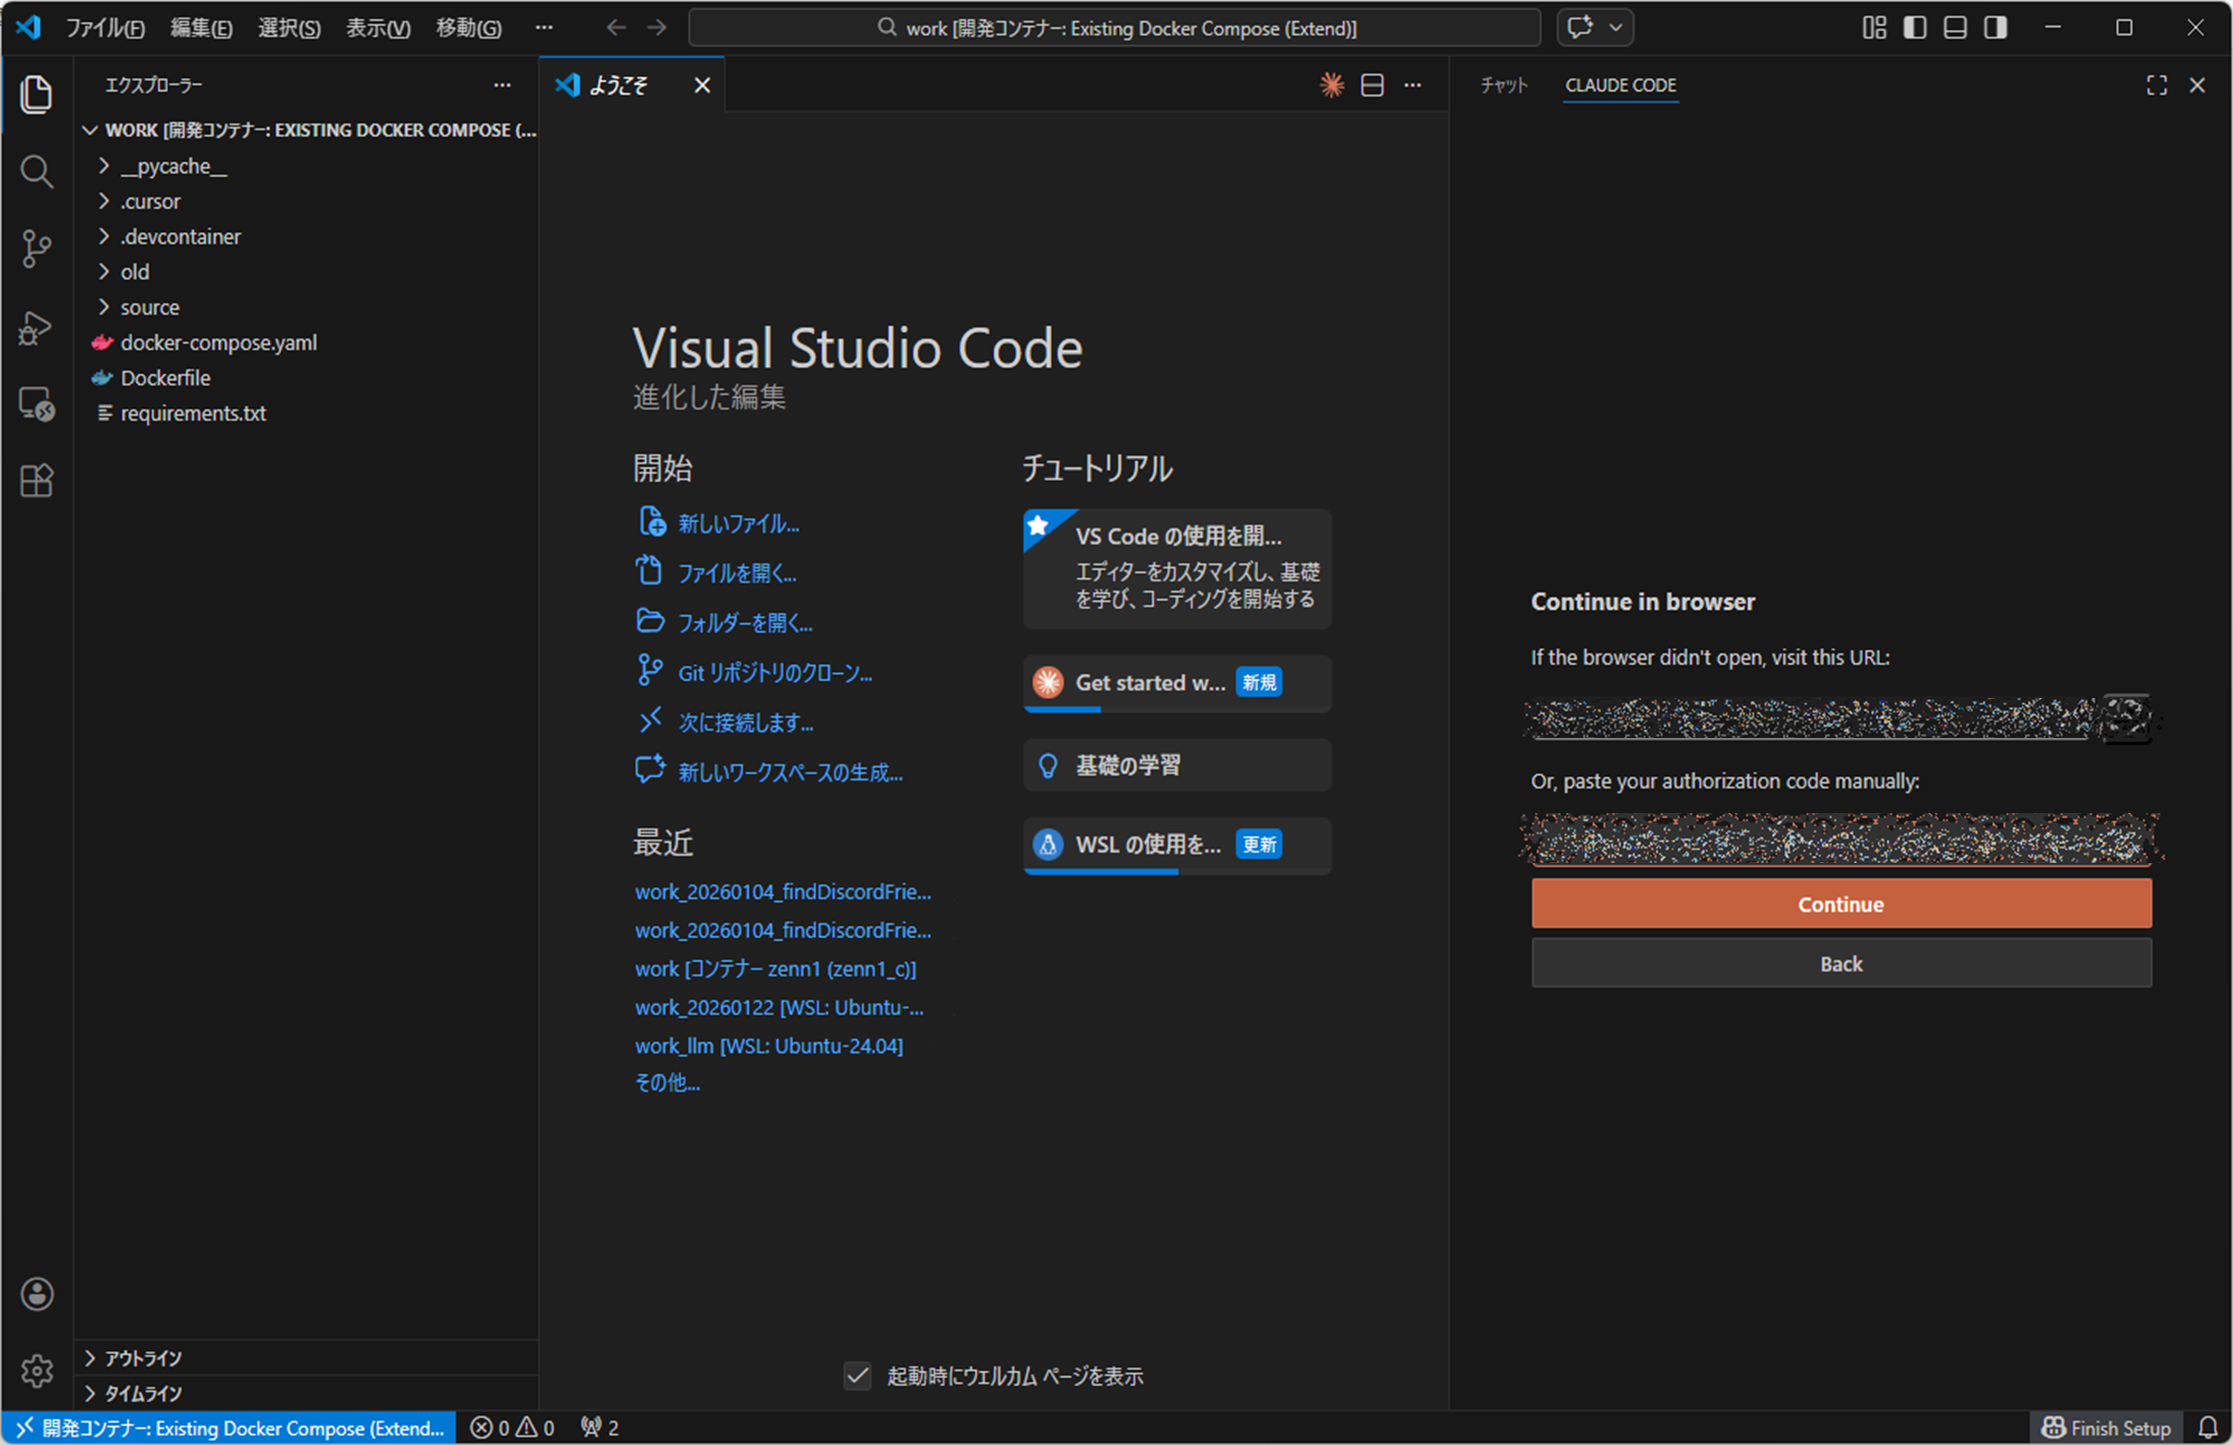 ファイル(F) 編集(E) 選択(S) 表示(V) 移動(G) ...
work [開発コンテナー: Existing Docker Compose (Extend)]
エクスプローラー
WORK [開発コンテナー: EXISTING DOCKER COMPOSE (...
__pycache__
.cursor
.devcontainer
old
source
docker-compose.yaml
Dockerfile
requirements.txt
アウトライン
タイムライン
ようこそ
Visual Studio Code
進化した編集
開始
新しいファイル...
ファイルを開く...
フォルダーを開く...
Git リポジトリのクローン...
次に接続します...
新しいワークスペースの生成...
最近
work_20260104_findDiscordFrie...
work_20260104_findDiscordFrie...
work [コンテナー zenn1 (zenn1_c)]
work_20260122 [WSL: Ubuntu-...
work_llm [WSL: Ubuntu-24.04]
その他...
チュートリアル
VS Code の使用を開...
エディターをカスタマイズし、基礎
を学び、コーディングを開始する
Get started w... 新規
基礎の学習
WSL の使用を... 更新
起動時にウェルカム ページを表示
チャット CLAUDE CODE
Continue in browser
If the browser didn't open, visit this URL:
Or, paste your authorization code manually:
Continue
Back
開発コンテナー: Existing Docker Compose (Extend... 0 0 2
Finish Setup